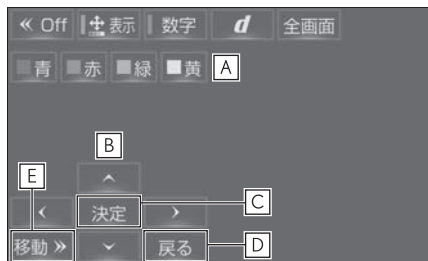 « Off 表示 数字 d 全画面
青 赤 緑 黄 A
B
E
‹ 決定 › C
移動 » 戻る D